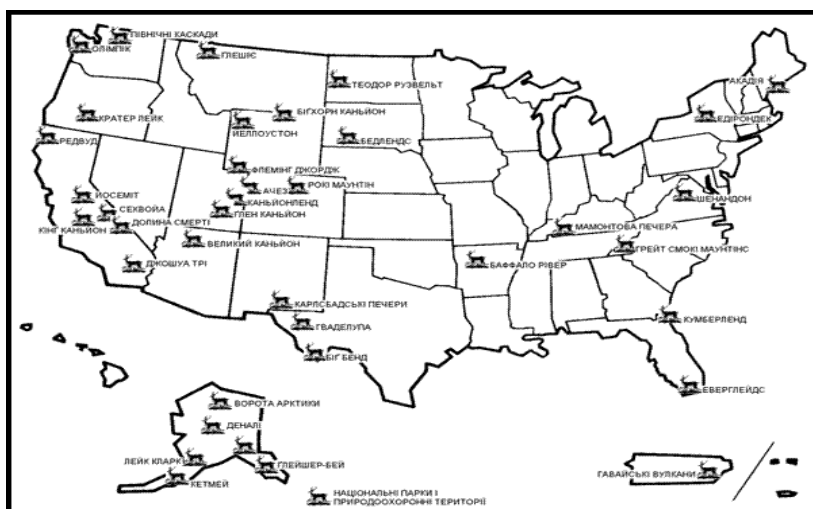 ПІВНІЧНІ КАСКАДИ
ОЛІМПІК
ГЛЕШІЄ
ТЕОДОР РУЗВЕЛЬТ
АКАДІЯ
КРАТЕР ЛЕЙК
БІГХОРН КАНЬЙОН
ЙЕЛЛОУСТОН
ЕДІРОНДЕК
РЕДВУД
БЕДЛЕНДС
ФЛЕМІНГ ДЖОРДЖ
АЧЕЗ
РОКІ МАУНТІН
ЙОСЕМІТ
КАНЬЙОНЛЕНД
ШЕНАНДОН
СЕКВОЙА
ГЛЕН КАНЬЙОН
КІНГ КАНЬЙОН
ДОЛИНА СМЕРТІ
МАМОНТОВА ПЕЧЕРА
ВЕЛИКИЙ КАНЬЙОН
ГРЕЙТ СМОКІ МАУНТІНС
ДЖОШУА ТРІ
БАФФАЛО РІВЕР
КАРЛСБАДСЬКІ ПЕЧЕРИ
ГВАДЕЛУПА
КУМБЕРЛЕНД
БІГ БЕНД
ЕВЕРГЛЕЙДС
ВОРОТА АРКТИКИ
ДЕНАЛІ
ЛЕЙК КЛАРК
ГЛЕЙШЕР-БЕЙ
ГАВАЙСЬКІ ВУЛКАНИ
КЕТМЕЙ
НАЦІОНАЛЬНІ ПАРКИ І
ПРИРОДООХОРОННІ ТЕРИТОРІЇ